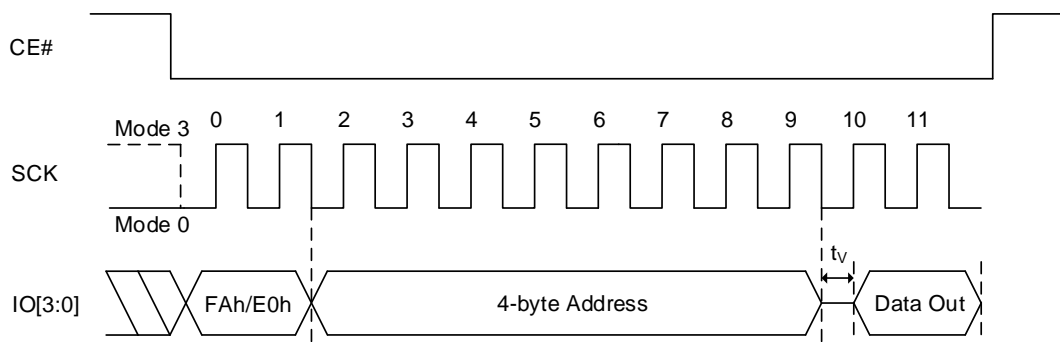 CE#
Mode 3 0 1 2 3 4 5 6 7 8 9 10 11
SCK
Mode 0
tV
IO[3:0] FAh/E0h 4-byte Address Data Out